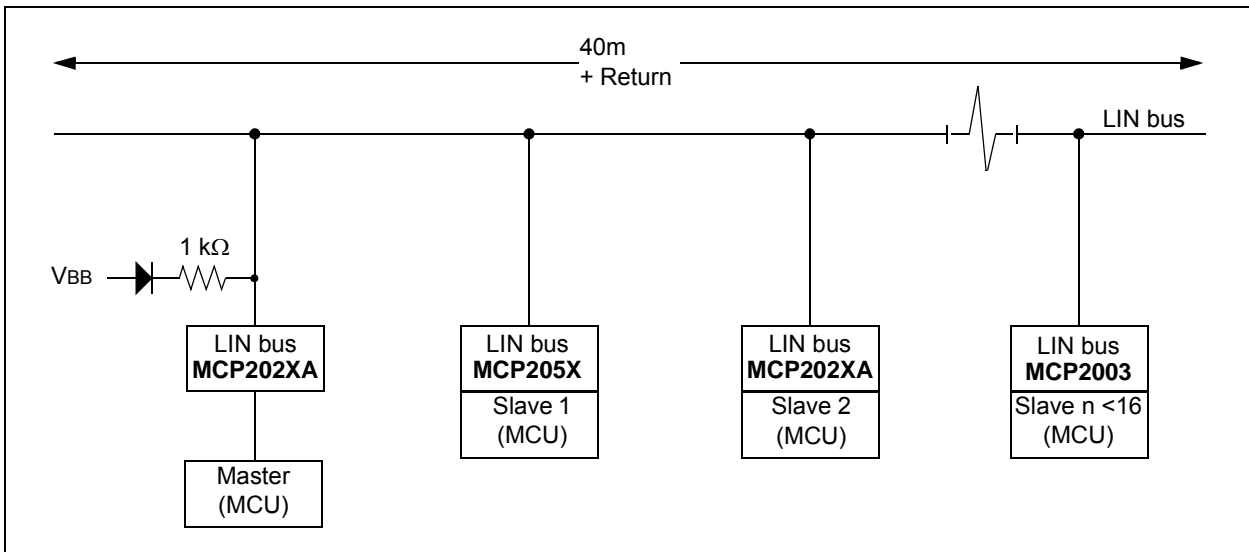 40m
+ Return
LIN bus
1 kΩ
VBB
LIN bus
MCP202XA
Master
(MCU)
LIN bus
MCP205X
Slave 1
(MCU)
LIN bus
MCP202XA
Slave 2
(MCU)
LIN bus
MCP2003
Slave n <16
(MCU)